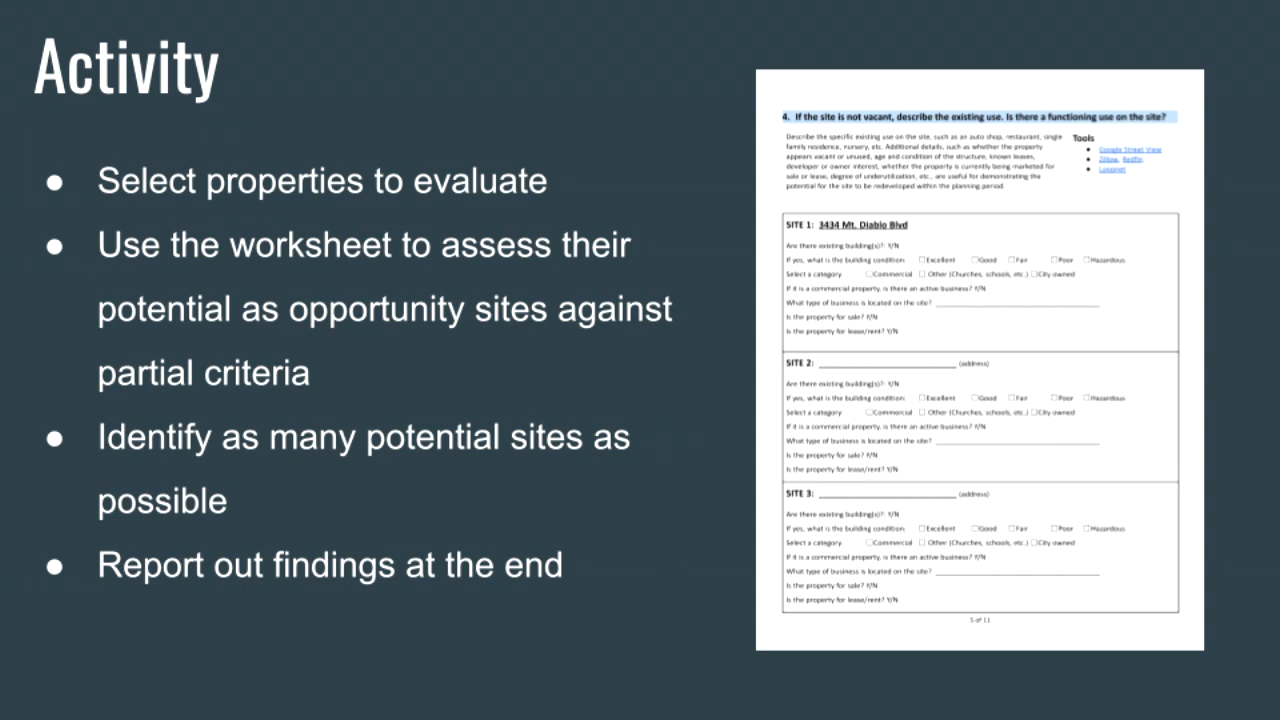 Activity
● Select properties to evaluate
● Use the worksheet to assess their
potential as opportunity sites against
partial criteria
● Identify as many potential sites as
possible
● Report out findings at the end
4. If the site is not vacant, describe the existing use. Is there a functioning use on the site?
Describe the specific existing use on the site, such as an auto shop, restaurant, single
family residence, nursery, etc. Additional details, such as whether the property
appears vacant or unused, age and condition of the structure, known leases,
developer or owner interest, whether the property is currently being marketed for
sale or lease, degree of underutilization, etc., are useful for demonstrating the
potential for the site to be redeveloped within the planning period.
Tools
● Google Street View
● Zillow, Redfin
● Loopnet
SITE 1: 3434 Mt. Diablo Blvd
Are there existing building(s)?: Y/N
If yes, what is the building condition: ☐Excellent ☐Good ☐Fair ☐Poor ☐Hazardous
Select a category ☐Commercial ☐ Other (Churches, schools, etc.) ☐City owned
If it is a commercial property, is there an active business? Y/N
What type of business is located on the site? ____________________
Is the property for sale? Y/N
Is the property for lease/rent? Y/N
SITE 2: ____________________ (address)
Are there existing building(s)?: Y/N
If yes, what is the building condition: ☐Excellent ☐Good ☐Fair ☐Poor ☐Hazardous
Select a category ☐Commercial ☐ Other (Churches, schools, etc.) ☐City owned
If it is a commercial property, is there an active business? Y/N
What type of business is located on the site? ____________________
Is the property for sale? Y/N
Is the property for lease/rent? Y/N
SITE 3: ____________________ (address)
Are there existing building(s)?: Y/N
If yes, what is the building condition: ☐Excellent ☐Good ☐Fair ☐Poor ☐Hazardous
Select a category ☐Commercial ☐ Other (Churches, schools, etc.) ☐City owned
If it is a commercial property, is there an active business? Y/N
What type of business is located on the site? ____________________
Is the property for sale? Y/N
Is the property for lease/rent? Y/N
5 of 11